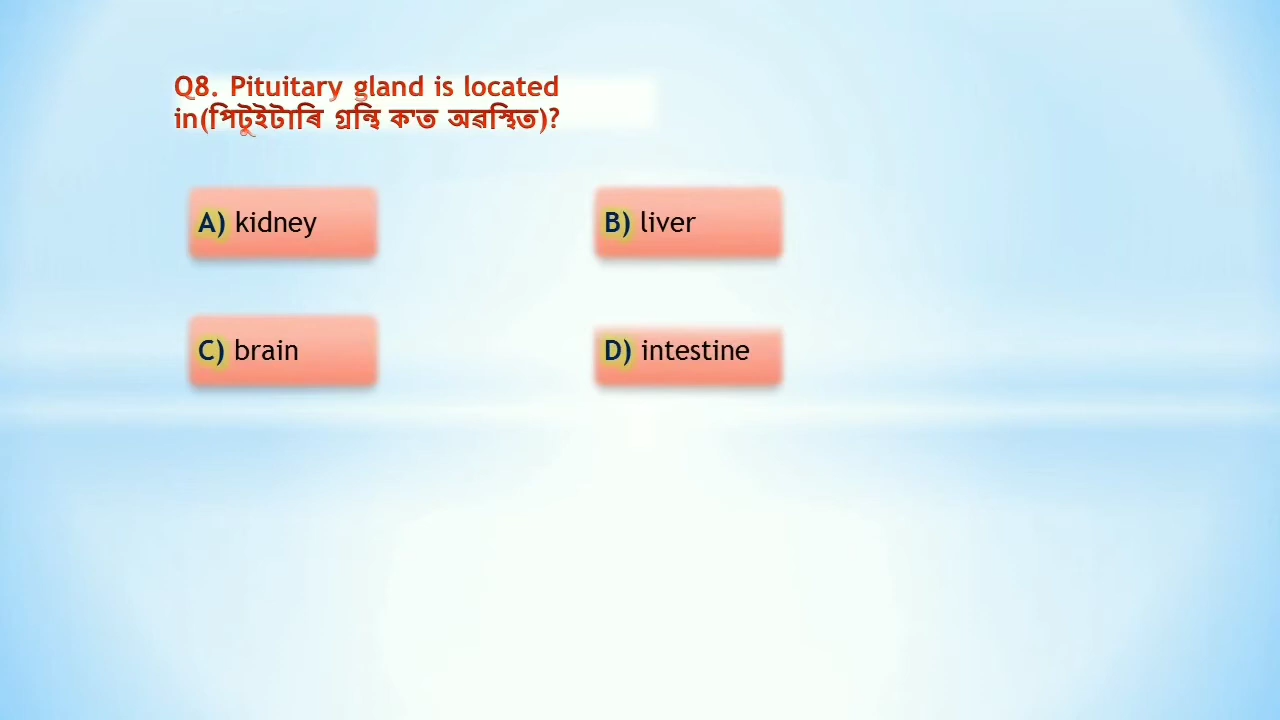 Q8. Pituitary gland is located
in(পিটুইটাৰি গ্ৰন্থি ক'ত অৱস্থিত)?
A) kidney
B) liver
C) brain
D) intestine